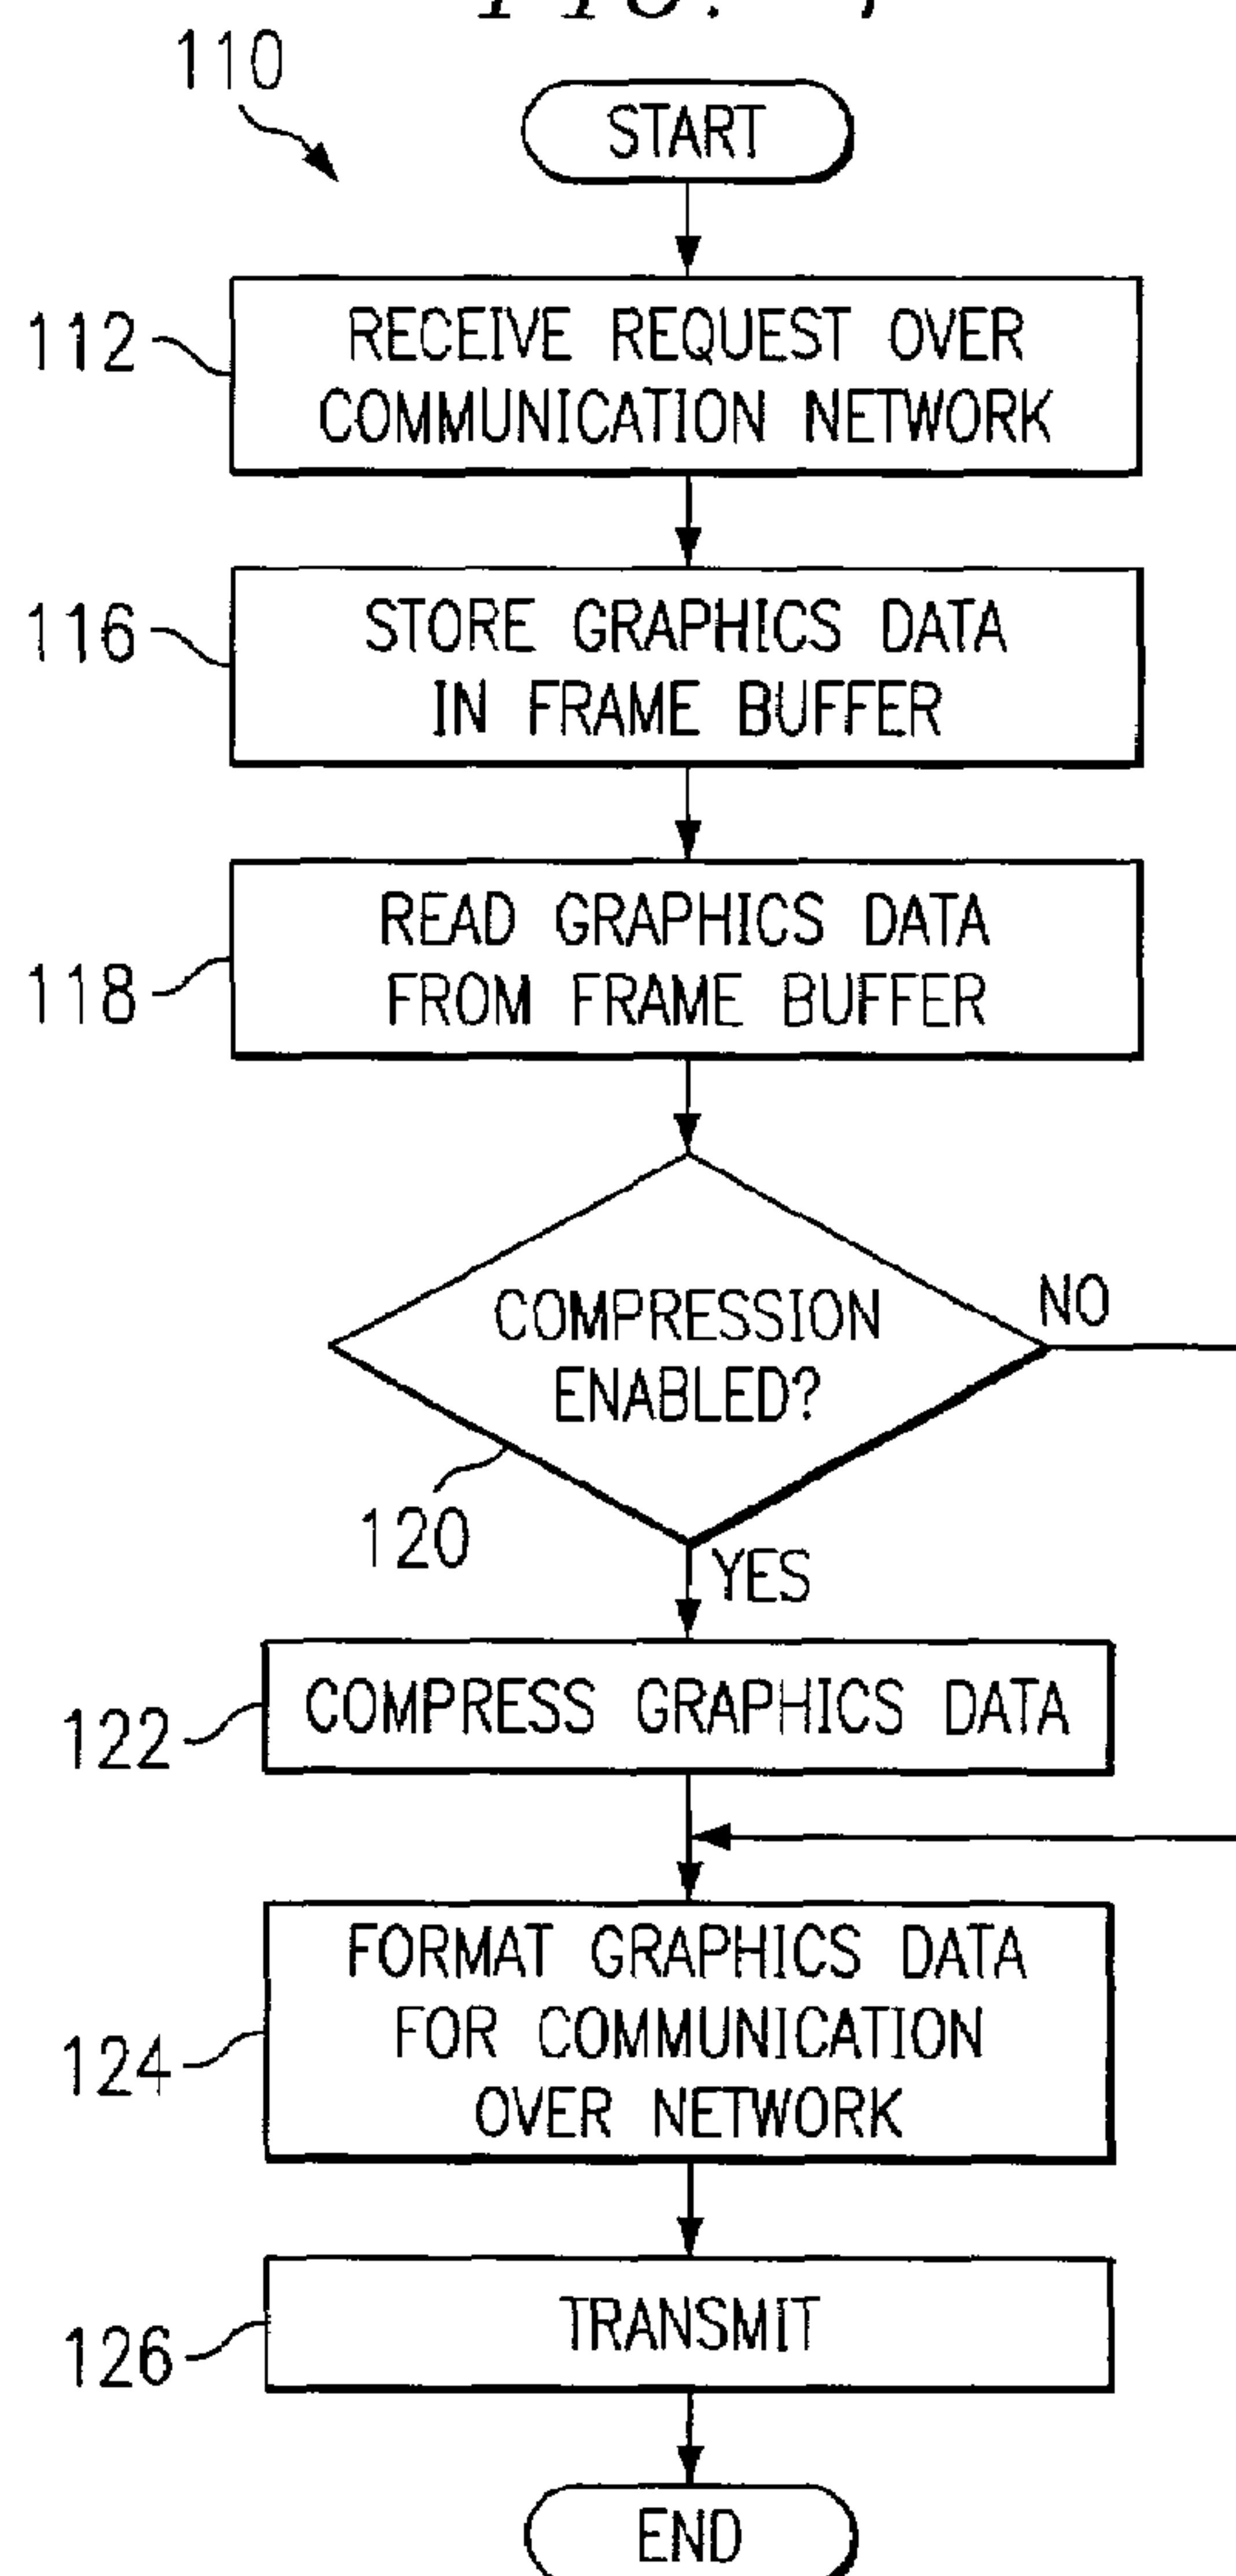 110
START
112
RECEIVE REQUEST OVER
COMMUNICATION NETWORK
116
STORE GRAPHICS DATA
IN FRAME BUFFER
118
READ GRAPHICS DATA
FROM FRAME BUFFER
COMPRESSION
ENABLED?
NO
120
YES
122
COMPRESS GRAPHICS DATA
124
FORMAT GRAPHICS DATA
FOR COMMUNICATION
OVER NETWORK
126
TRANSMIT
END